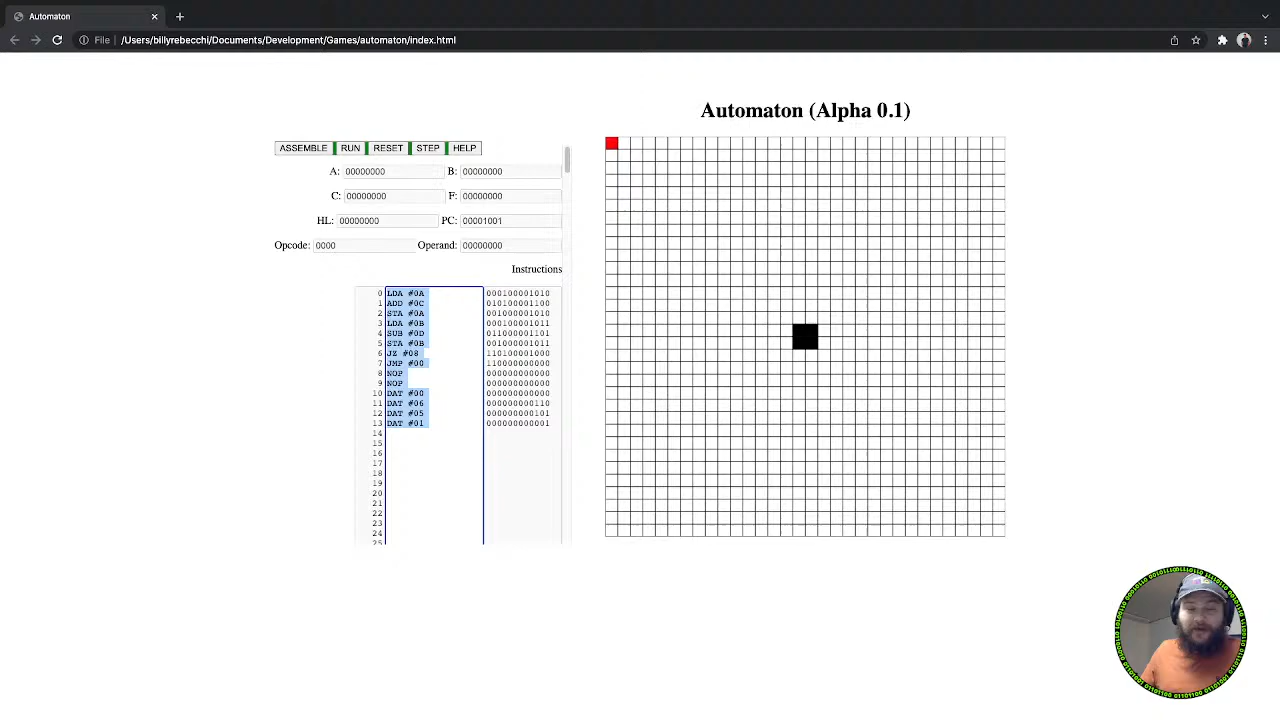 Automaton
File /Users/billyrebecchi/Documents/Development/Games/automaton/index.html
Automaton (Alpha 0.1)
ASSEMBLE RUN RESET STEP HELP
A: 00000000 B: 00000000
C: 00000000 F: 00000000
HL: 00000000 PC: 00001001
Opcode: 0000 Operand: 00000000
Instructions
0 LDA #0A 000100001010
1 ADD #0C 010100001100
2 STA #0A 001000001010
3 LDA #0B 000100001011
4 SUB #0D 011000001101
5 STA #0B 001000001011
6 JZ #08 110100001000
7 JMP #00 110000000000
8 NOP 000000000000
9 NOP 000000000000
10 DAT #00 000000000000
11 DAT #06 000000000110
12 DAT #05 000000000101
13 DAT #01 000000000001
14
15
16
17
18
19
20
21
22
23
24
25